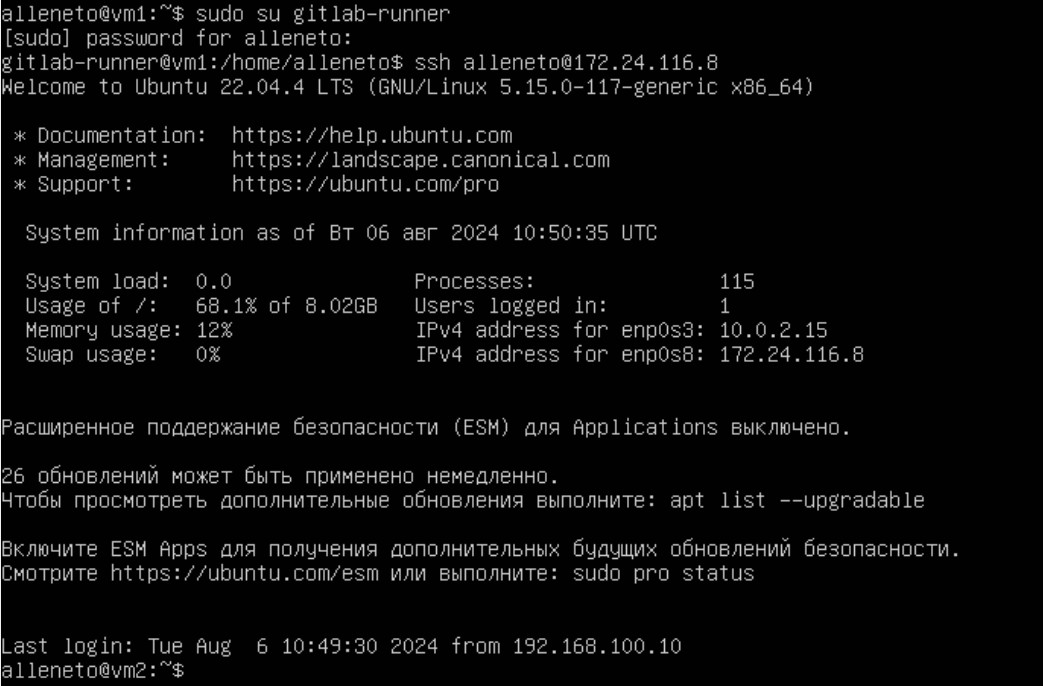 alleneto@vm1:~$ sudo su gitlab-runner
[sudo] password for alleneto:
gitlab-runner@vm1:/home/alleneto$ ssh alleneto@172.24.116.8
Welcome to Ubuntu 22.04.4 LTS (GNU/Linux 5.15.0-117-generic x86_64)
* Documentation:  https://help.ubuntu.com
* Management:     https://landscape.canonical.com
* Support:        https://ubuntu.com/pro
System information as of Вт 06 авг 2024 10:50:35 UTC
System load:  0.0               Processes:               115
Usage of /:   68.1% of 8.02GB   Users logged in:         1
Memory usage: 12%               IPv4 address for enp0s3: 10.0.2.15
Swap usage:   0%                IPv4 address for enp0s8: 172.24.116.8
Расширенное поддержание безопасности (ESM) для Applications выключено.
26 обновлений может быть применено немедленно.
Чтобы просмотреть дополнительные обновления выполните: apt list --upgradable
Включите ESM Apps для получения дополнительных будущих обновлений безопасности.
Смотрите https://ubuntu.com/esm или выполните: sudo pro status
Last login: Tue Aug  6 10:49:30 2024 from 192.168.100.10
alleneto@vm2:~$